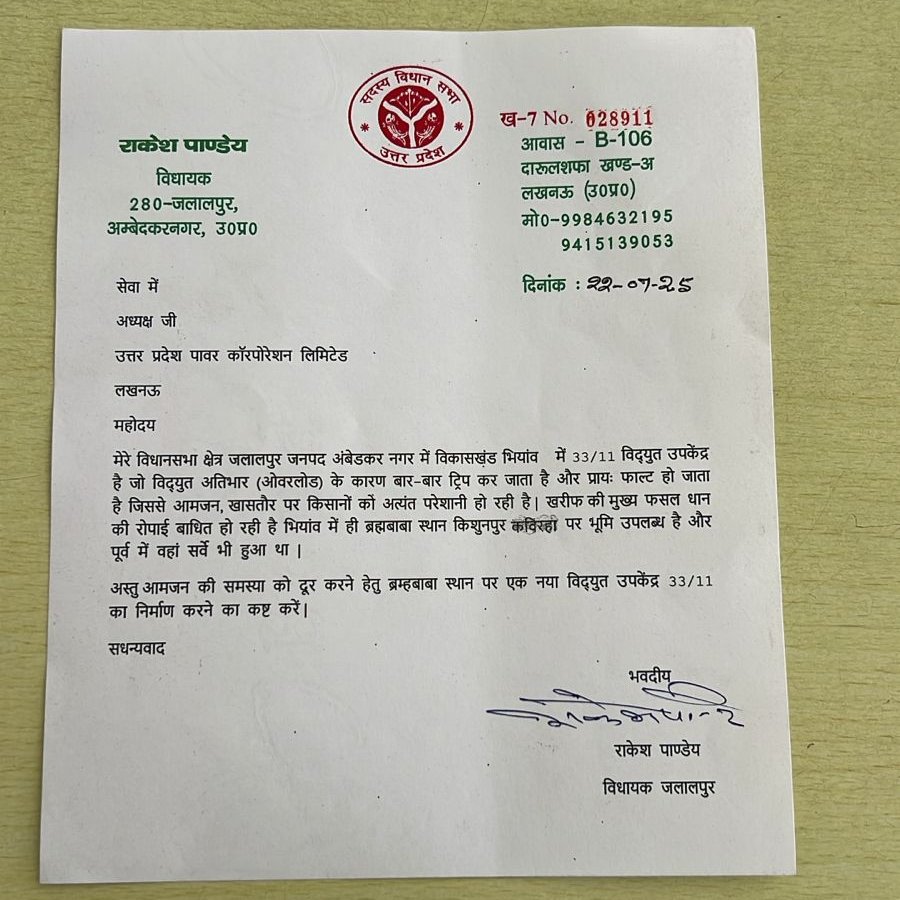 सदस्य विधान सभा
उत्तर प्रदेश
राकेश पाण्डेय
विधायक
280-जलालपुर,
अम्बेदकरनगर, उ०प्र०
ख-7 No. 028911
आवास - B-106
दारूलशफा खण्ड-अ
लखनऊ (उ०प्र०)
मो०-9984632195
9415139053
दिनांक : 22-07-25
सेवा में
अध्यक्ष जी
उत्तर प्रदेश पावर कॉरपोरेशन लिमिटेड
लखनऊ
महोदय
मेरे विधानसभा क्षेत्र जलालपुर जनपद अंबेडकर नगर में विकासखंड भियांव में 33/11 विद्युत उपकेंद्र
है जो विद्युत अतिभार (ओवरलोड) के कारण बार-बार ट्रिप कर जाता है और प्रायः फाल्ट हो जाता
है जिससे आमजन, खासतौर पर किसानों कों अत्यंत परेशानी हो रही है। खरीफ की मुख्य फसल धान
की रोपाई बाधित हो रही है भियांव में ही ब्रह्मबाबा स्थान किशुनपुर पर भूमि उपलब्ध है और
पूर्व में वहां सर्वे भी हुआ था ।
अस्तु आमजन की समस्या को दूर करने हेतु ब्रम्हबाबा स्थान पर एक नया विद्युत उपकेंद्र 33/11
का निर्माण करने का कष्ट करें।
सधन्यवाद
भवदीय
राकेश पाण्डेय
विधायक जलालपुर